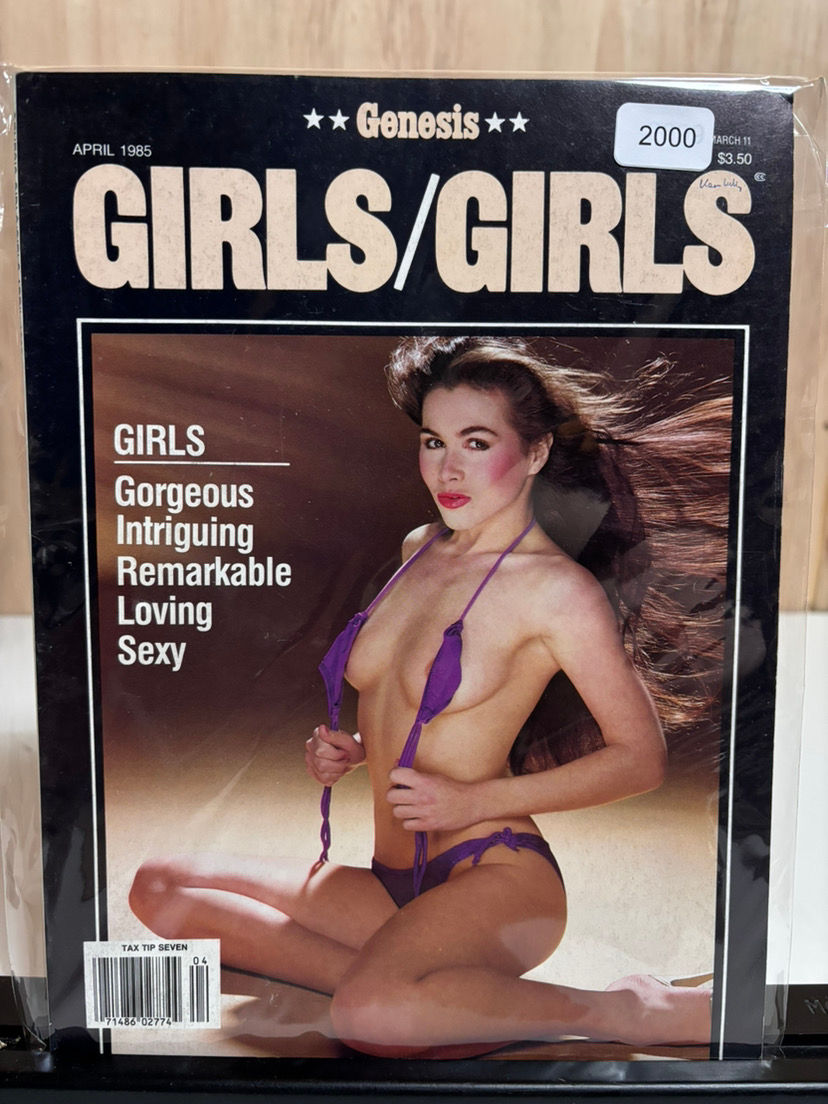 ★★ Genesis ★★
2000
APRIL 1985
MARCH 11
$3.50
GIRLS/GIRLS
GIRLS
Gorgeous
Intriguing
Remarkable
Loving
Sexy
TAX TIP SEVEN
04
71486 02774